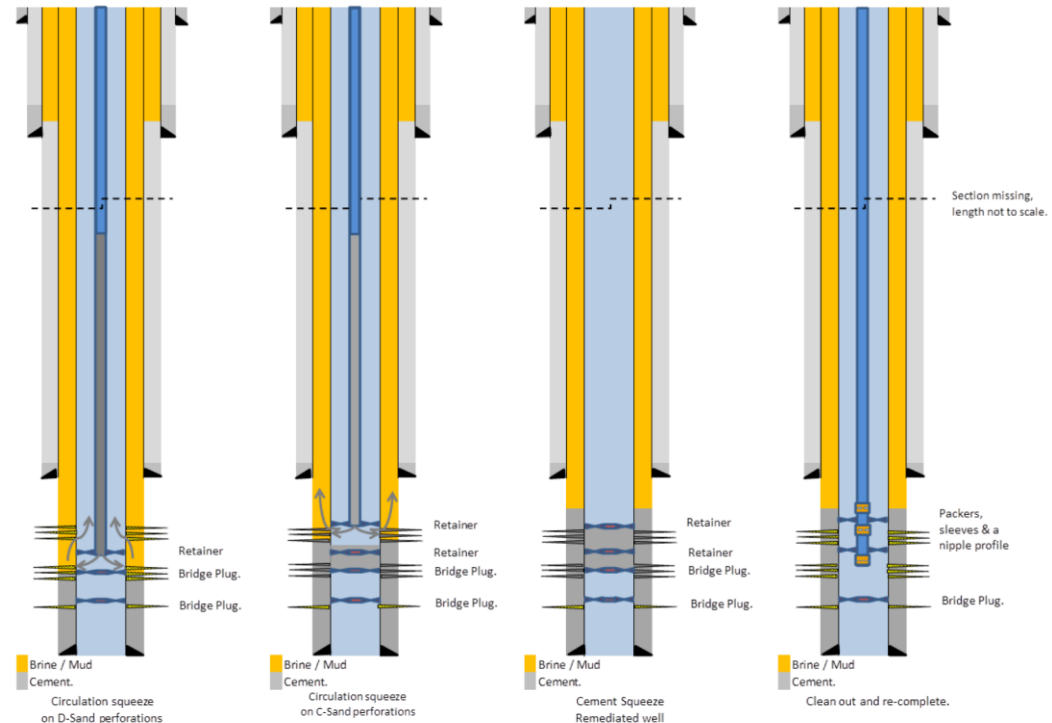 Section missing,
length not to scale.
Retainer
Bridge Plug.
Bridge Plug.
Brine / Mud
Cement.
Circulation squeeze
on D-Sand perforations
Retainer
Retainer
Bridge Plug.
Bridge Plug.
Brine / Mud
Cement.
Circulation squeeze
on C-Sand perforations
Retainer
Retainer
Bridge Plug.
Bridge Plug.
Brine / Mud
Cement.
Cement Squeeze
Remediated well
Packers,
sleeves & a
nipple profile
Bridge Plug.
Brine / Mud
Cement.
Clean out and re-complete.